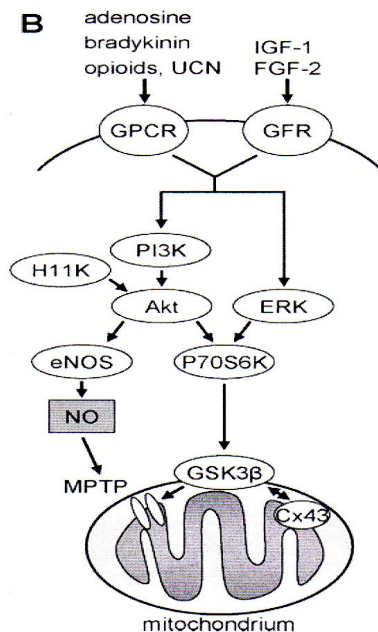 B
adenosine
bradykinin
opioids, UCN
IGF-1
FGF-2
GPCR
GFR
PI3K
H11K
Akt
ERK
eNOS
P70S6K
NO
MPTP
GSK3β
Cx43
mitochondrium